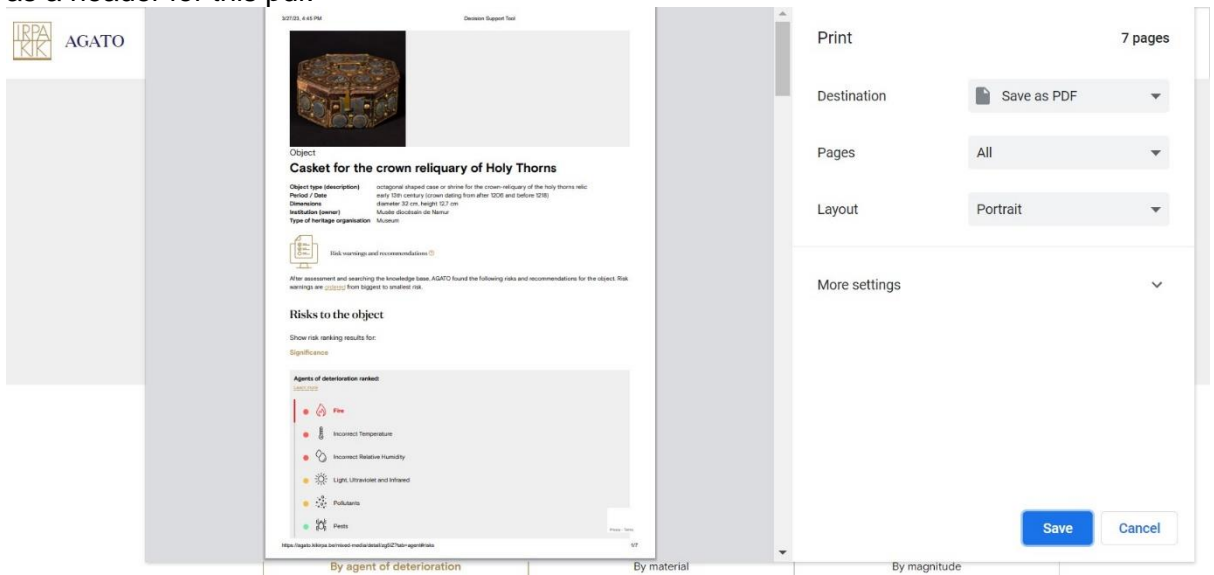 as a header for this pdf
IRPA
KIK
AGATO
3/27/23, 4:45 PM
Decision Support Tool
Object
Casket for the crown reliquary of Holy Thorns
Object type (description) octagonal shaped case or shrine for the crown-reliquary of the holy thorns relic
Period / Date early 13th century (crown dating from after 1206 and before 1218)
Dimensions diameter 32 cm, height 12,7 cm
Institution (owner) Musée diocésain de Namur
Type of heritage organisation Museum
Risk warnings and recommendations
After assessment and searching the knowledge base, AGATO found the following risks and recommendations for the object. Risk
warnings are ordered from biggest to smallest risk.
Risks to the object
Show risk ranking results for:
Significance
Agents of deterioration ranked:
Learn more
Fire
Incorrect Temperature
Incorrect Relative Humidity
Light, Ultraviolet and Infrared
Pollutants
Pests
Privacy - Terms
1/7
Print
7 pages
Destination
Save as PDF
Pages
All
Layout
Portrait
More settings
Save
Cancel
By agent of deterioration
By material
By magnitude